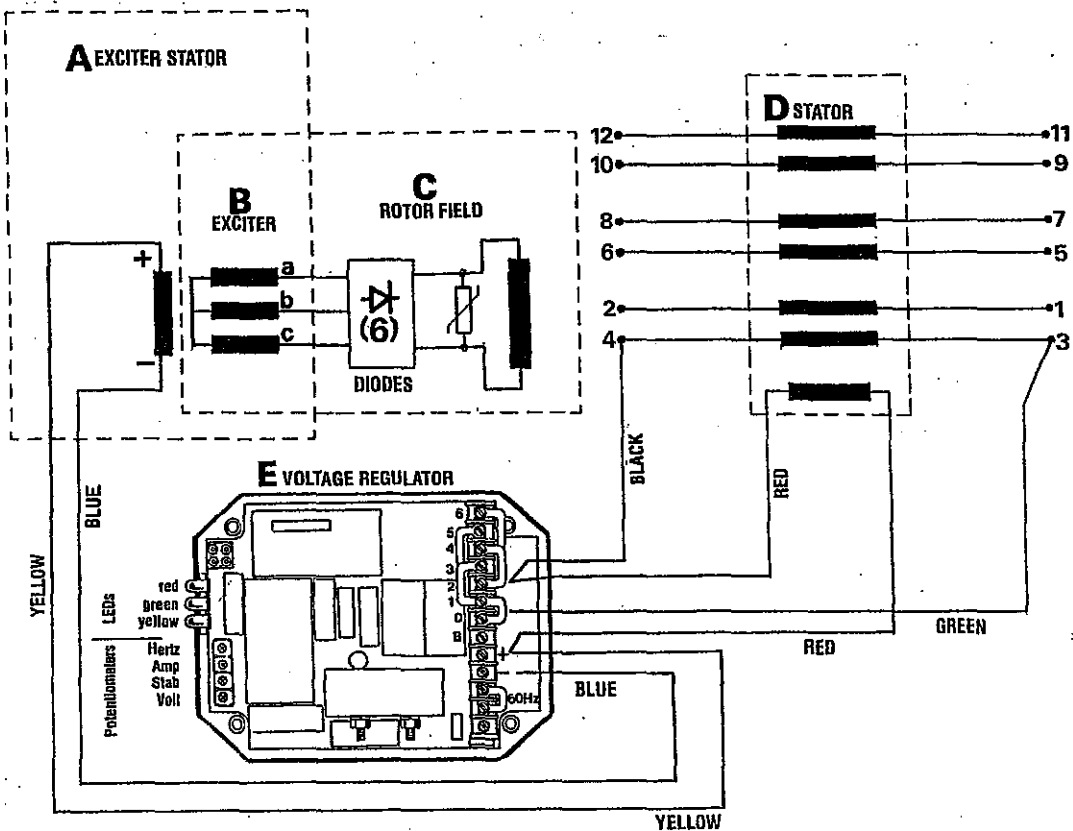 A EXCITER STATOR
D STATOR
12
11
10
9
B
EXCITER
C
ROTOR FIELD
8
7
6
5
+
a
b
(6)
c
2
1
4
3
–
DIODES
BLACK
RED
E VOLTAGE REGULATOR
BLUE
YELLOW
6
5
4
3
2
1
0
B
+
-
60Hz
LEDs
red
green
yellow
Potentiometers
Hertz
Amp
Stab
Volt
GREEN
RED
BLUE
YELLOW